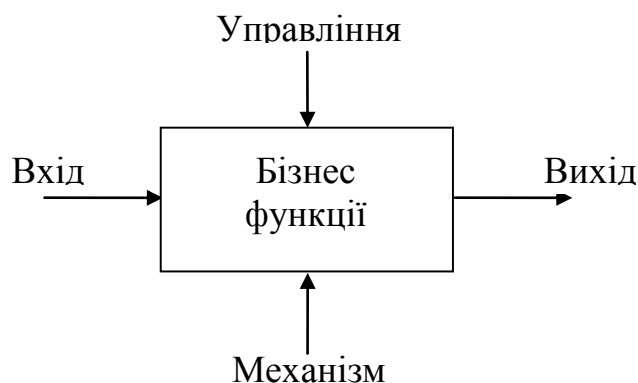 Управління
Вхід
Бізнес
функції
Вихід
Механізм